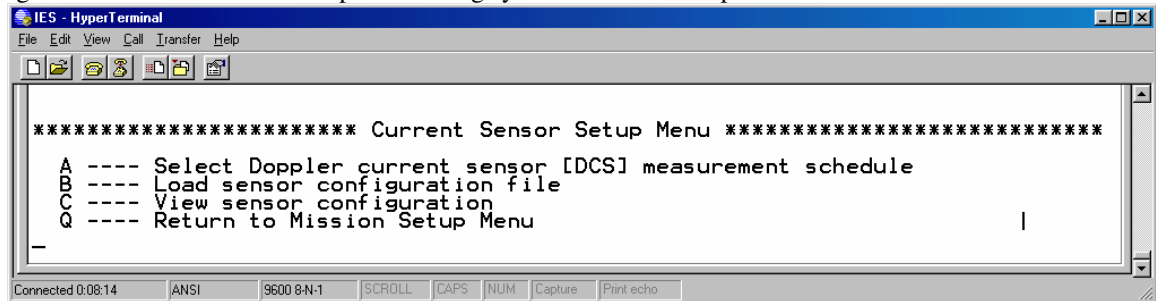 IES - HyperTerminal
File Edit View Call Transfer Help
************************ Current Sensor Setup Menu ****************************
A ---- Select Doppler current sensor [DCS] measurement schedule
B ---- Load sensor configuration file
C ---- View sensor configuration
Q ---- Return to Mission Setup Menu
Connected 0:08:14 ANSI 9600 8-N-1 SCROLL CAPS NUM Capture Print echo